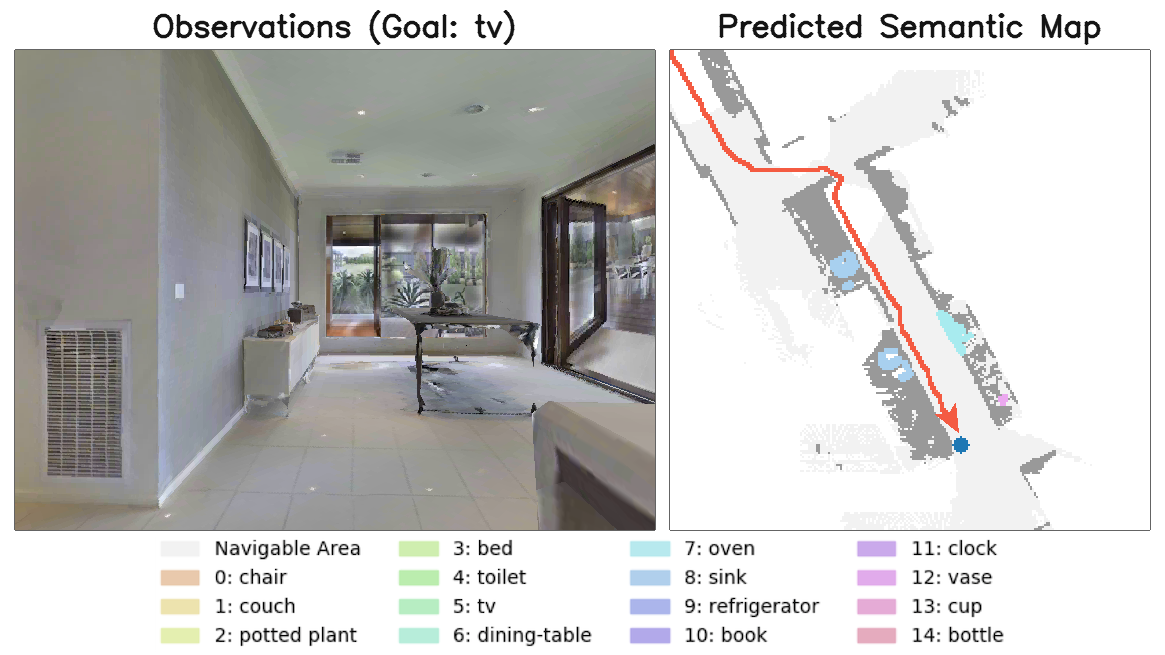 Observations (Goal: tv)
Predicted Semantic Map
Navigable Area
0: chair
1: couch
2: potted plant
3: bed
4: toilet
5: tv
6: dining-table
7: oven
8: sink
9: refrigerator
10: book
11: clock
12: vase
13: cup
14: bottle